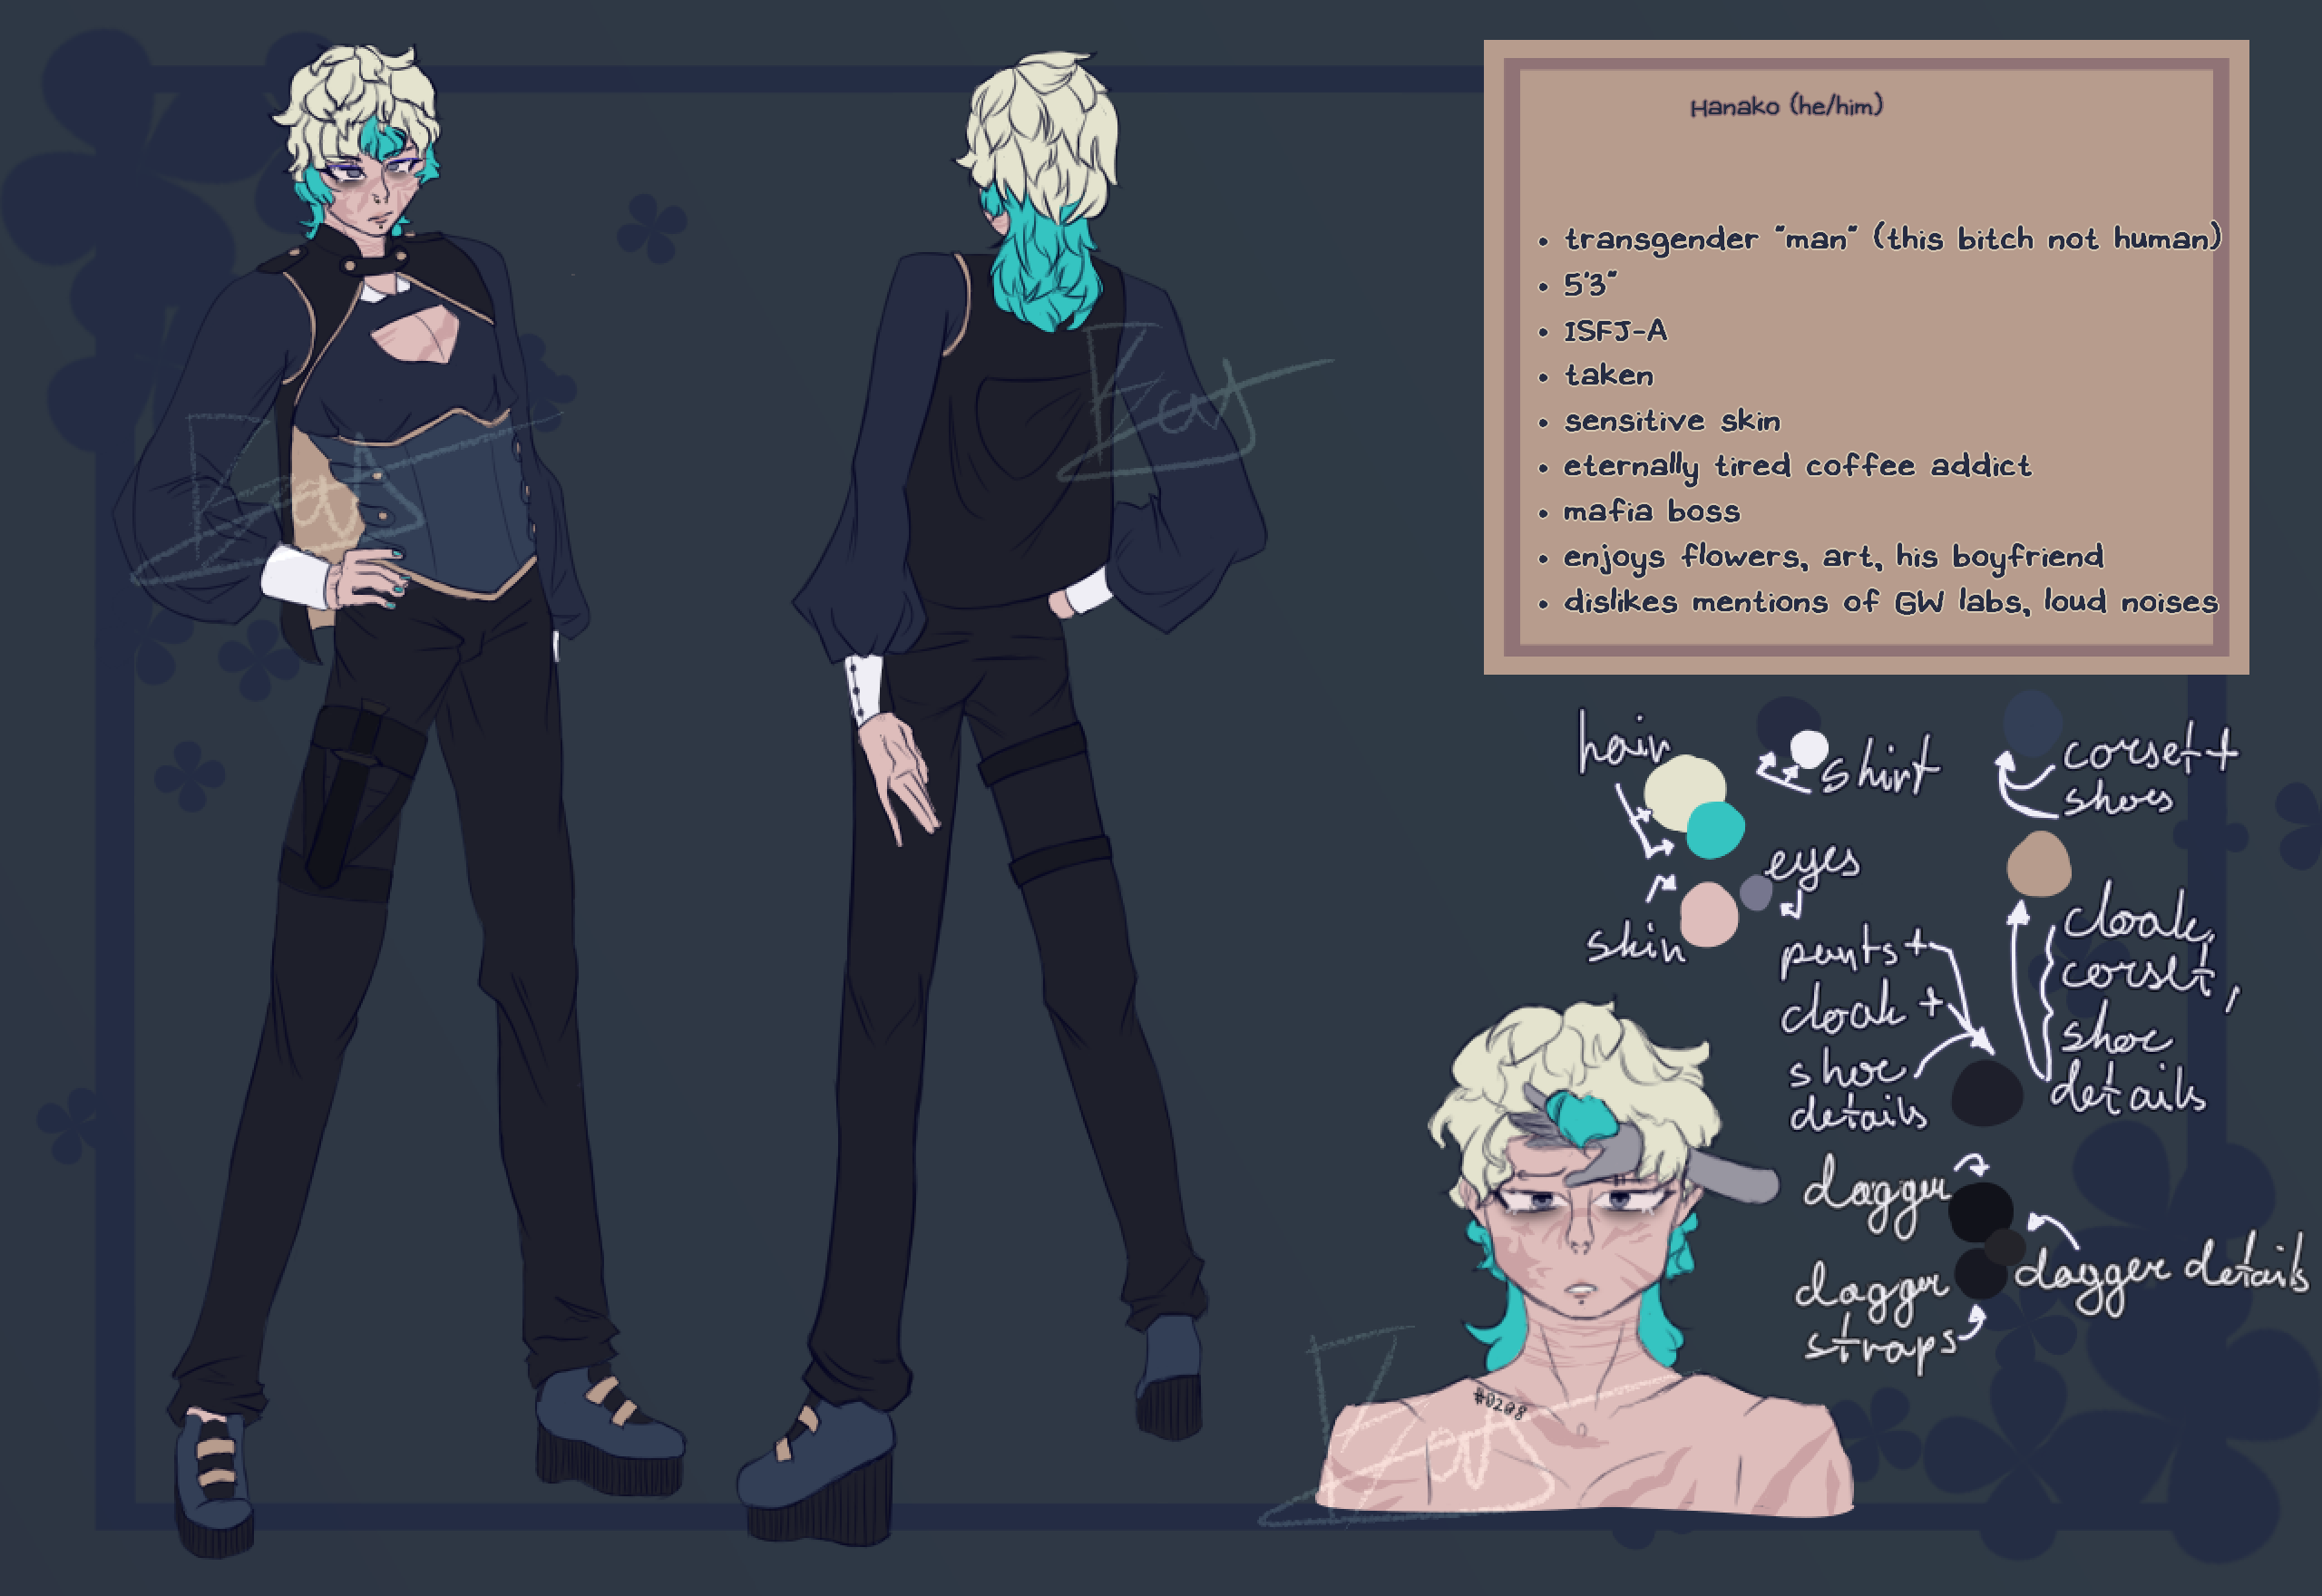 Hanako (he/him)
• transgender "man" (this bitch not human)
• 5'3"
• ISFJ-A
• taken
• sensitive skin
• eternally tired coffee addict
• mafia boss
• enjoys flowers, art, his boyfriend
• dislikes mentions of GW labs, loud noises
hair
shirt
corset +
shoes
eyes
skin
pants +
cloak +
shoe
details
cloak,
corset,
shoe
details
dagger
dagger details
dagger
straps
#0208